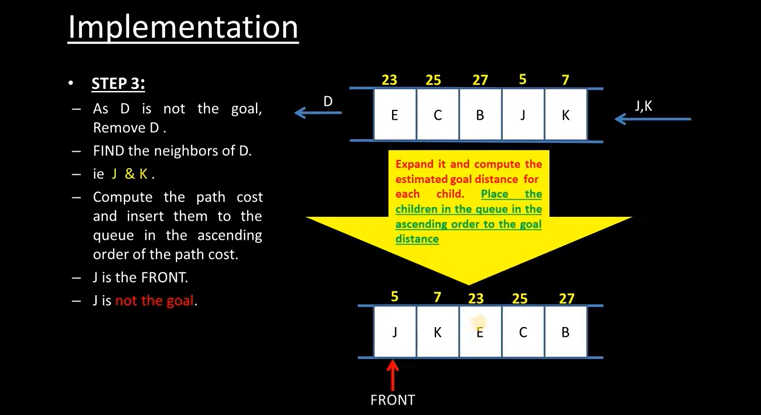 Implementation
• STEP 3:
– As D is not the goal,
Remove D .
– FIND the neighbors of D.
– ie J & K .
– Compute the path cost
and insert them to the
queue in the ascending
order of the path cost.
– J is the FRONT.
– J is not the goal.
23 25 27 5 7
D
E C B J K
J,K
Expand it and compute the
estimated goal distance for
each child. Place the
children in the queue in the
ascending order to the goal
distance
5 7 23 25 27
J K E C B
FRONT